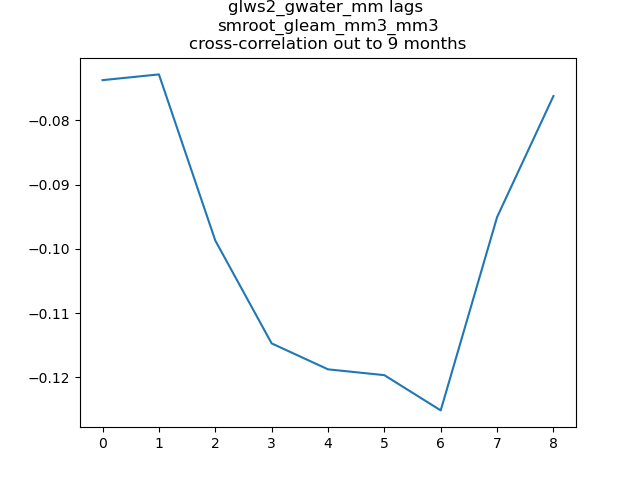 glws2_gwater_mm lags
smroot_gleam_mm3_mm3
cross-correlation out to 9 months
−0.08
−0.09
−0.10
−0.11
−0.12
0 1 2 3 4 5 6 7 8